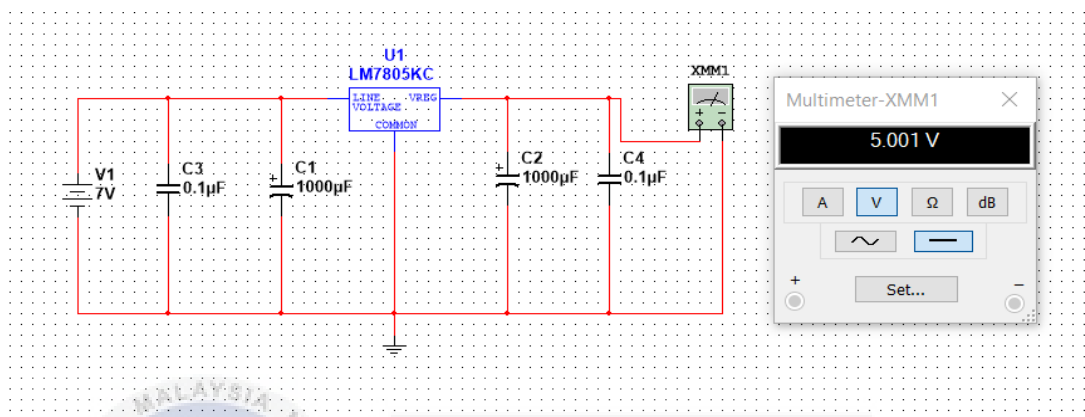 U1
LM7805KC
LINE VREG
VOLTAGE
COMMON
XMM1
+ −
V1
7V
C3
0.1µF
+
C1
1000µF
+
C2
1000µF
C4
0.1µF
Multimeter-XMM1
5.001 V
A V Ω dB
+ −
Set...
MALAYSIA